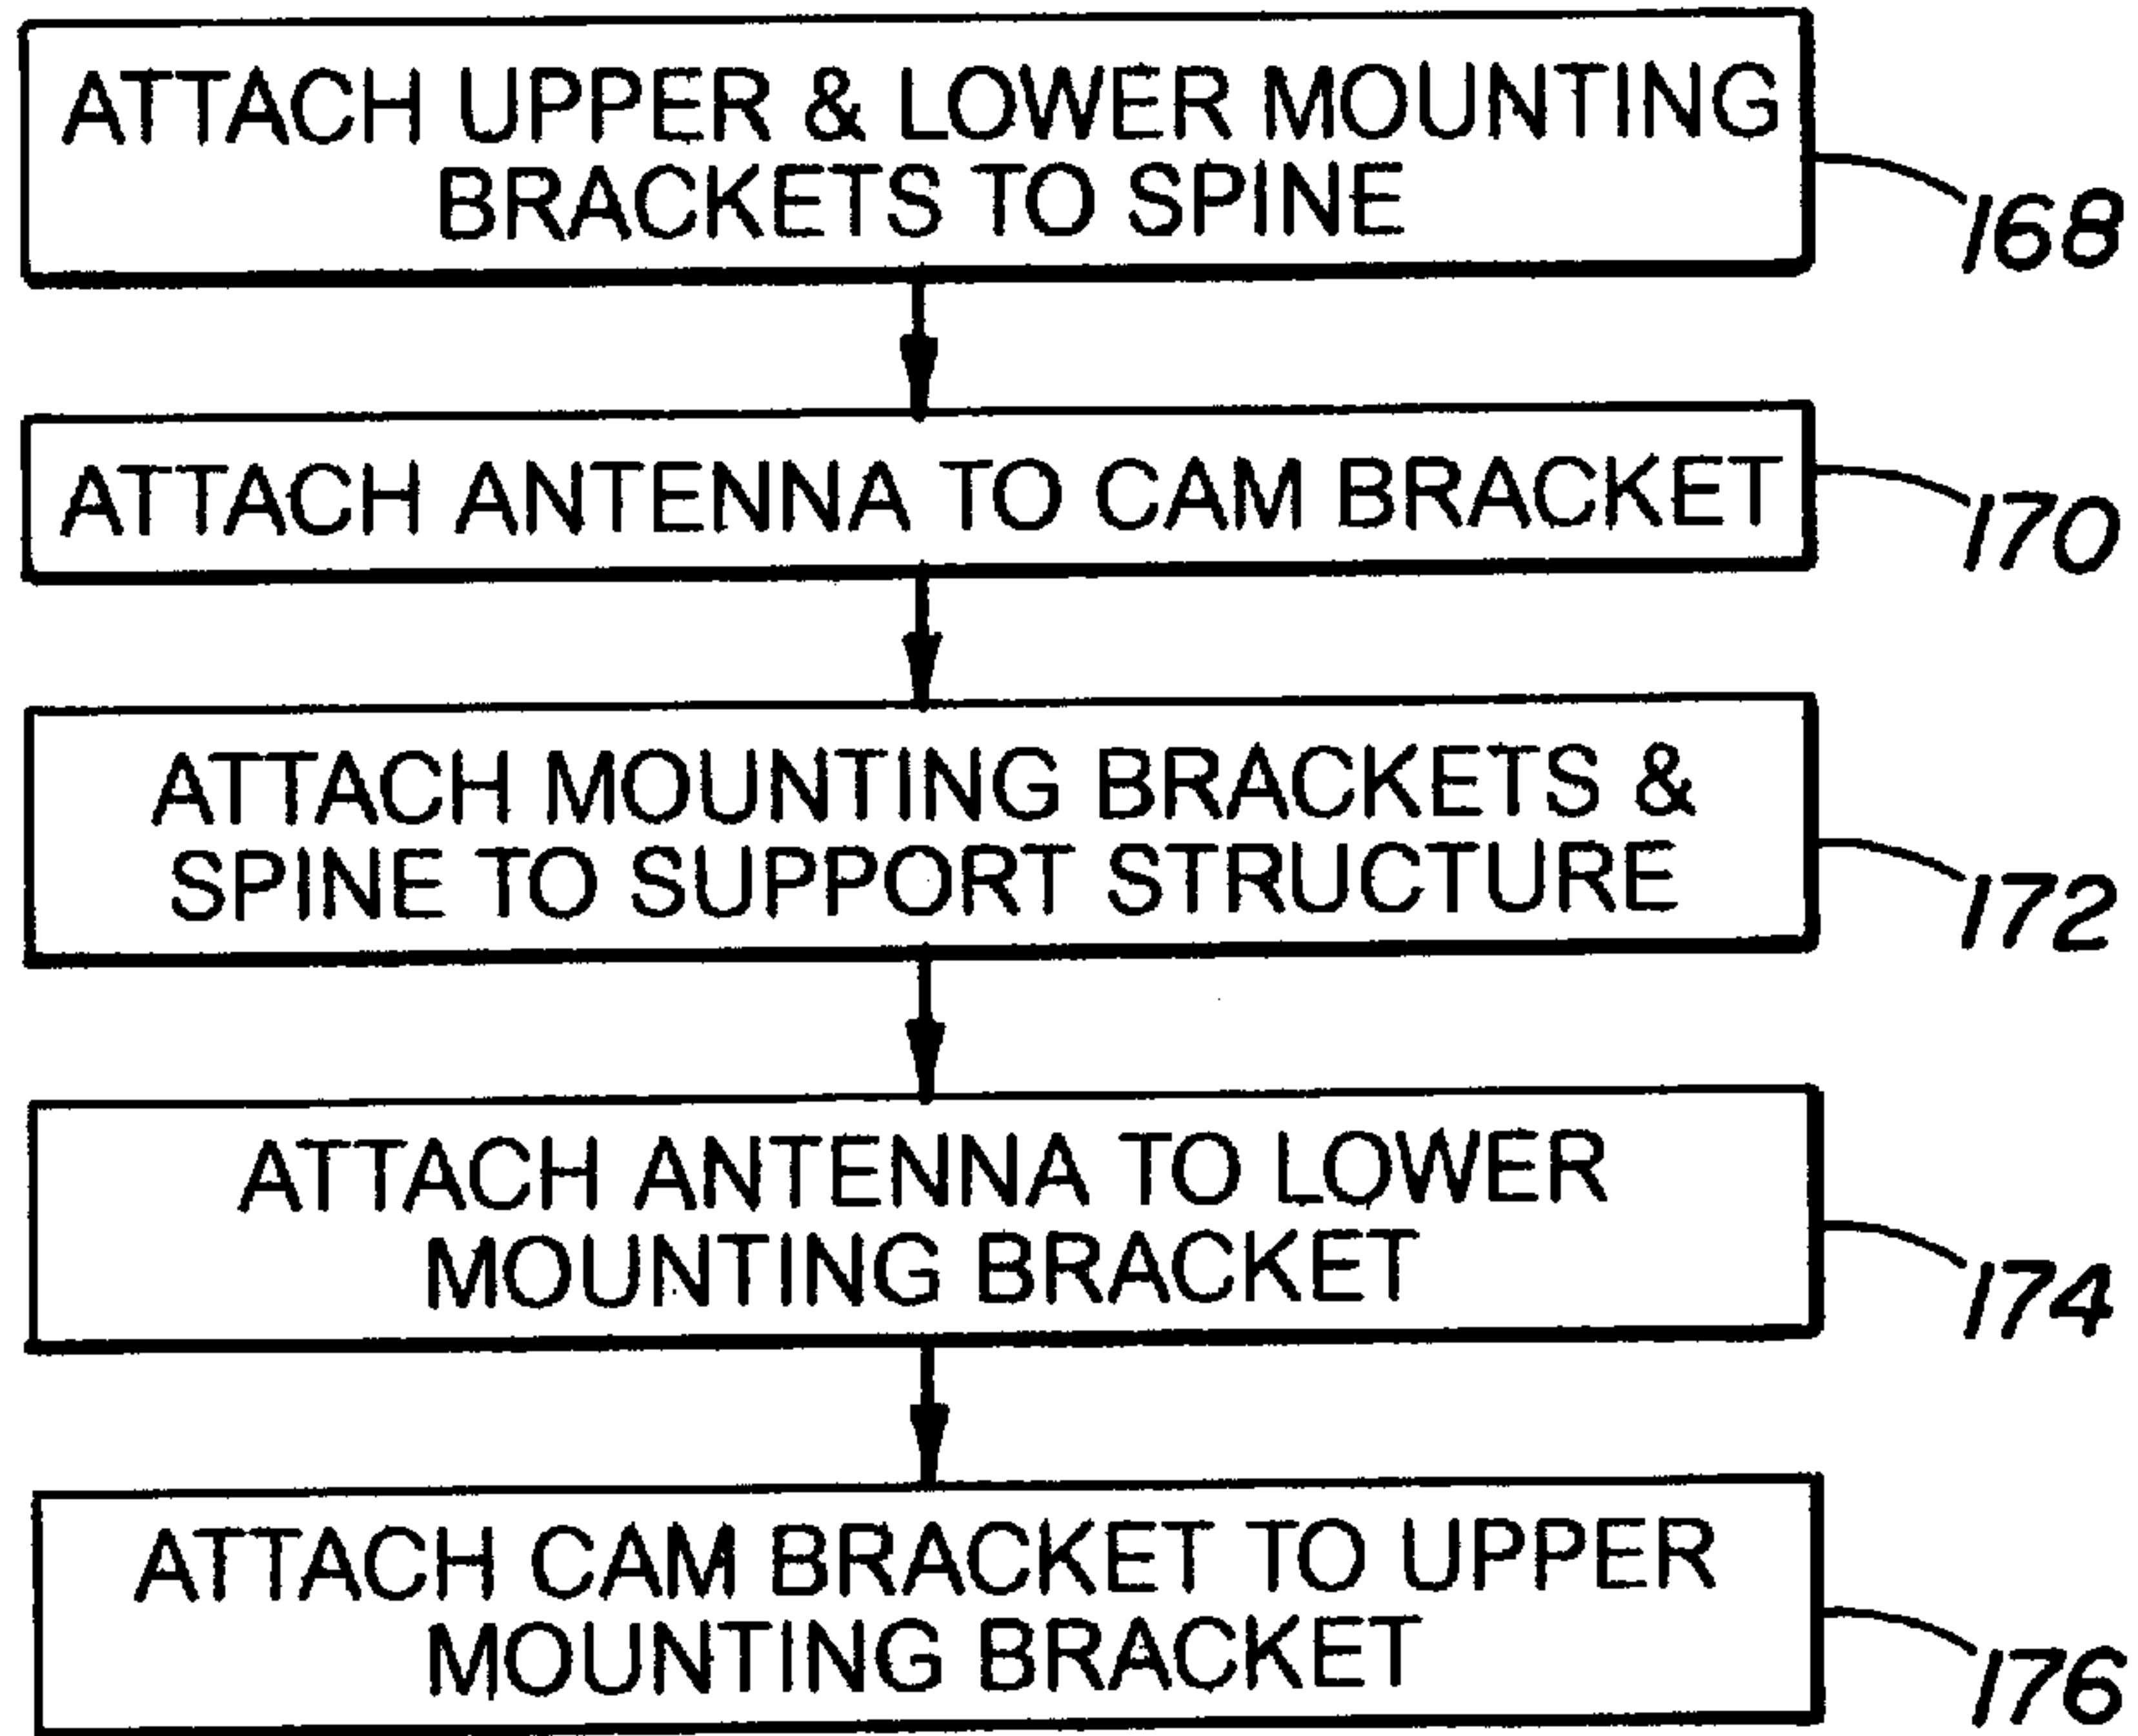 ATTACH UPPER & LOWER MOUNTING
BRACKETS TO SPINE
168
ATTACH ANTENNA TO CAM BRACKET
170
ATTACH MOUNTING BRACKETS &
SPINE TO SUPPORT STRUCTURE
172
ATTACH ANTENNA TO LOWER
MOUNTING BRACKET
174
ATTACH CAM BRACKET TO UPPER
MOUNTING BRACKET
176